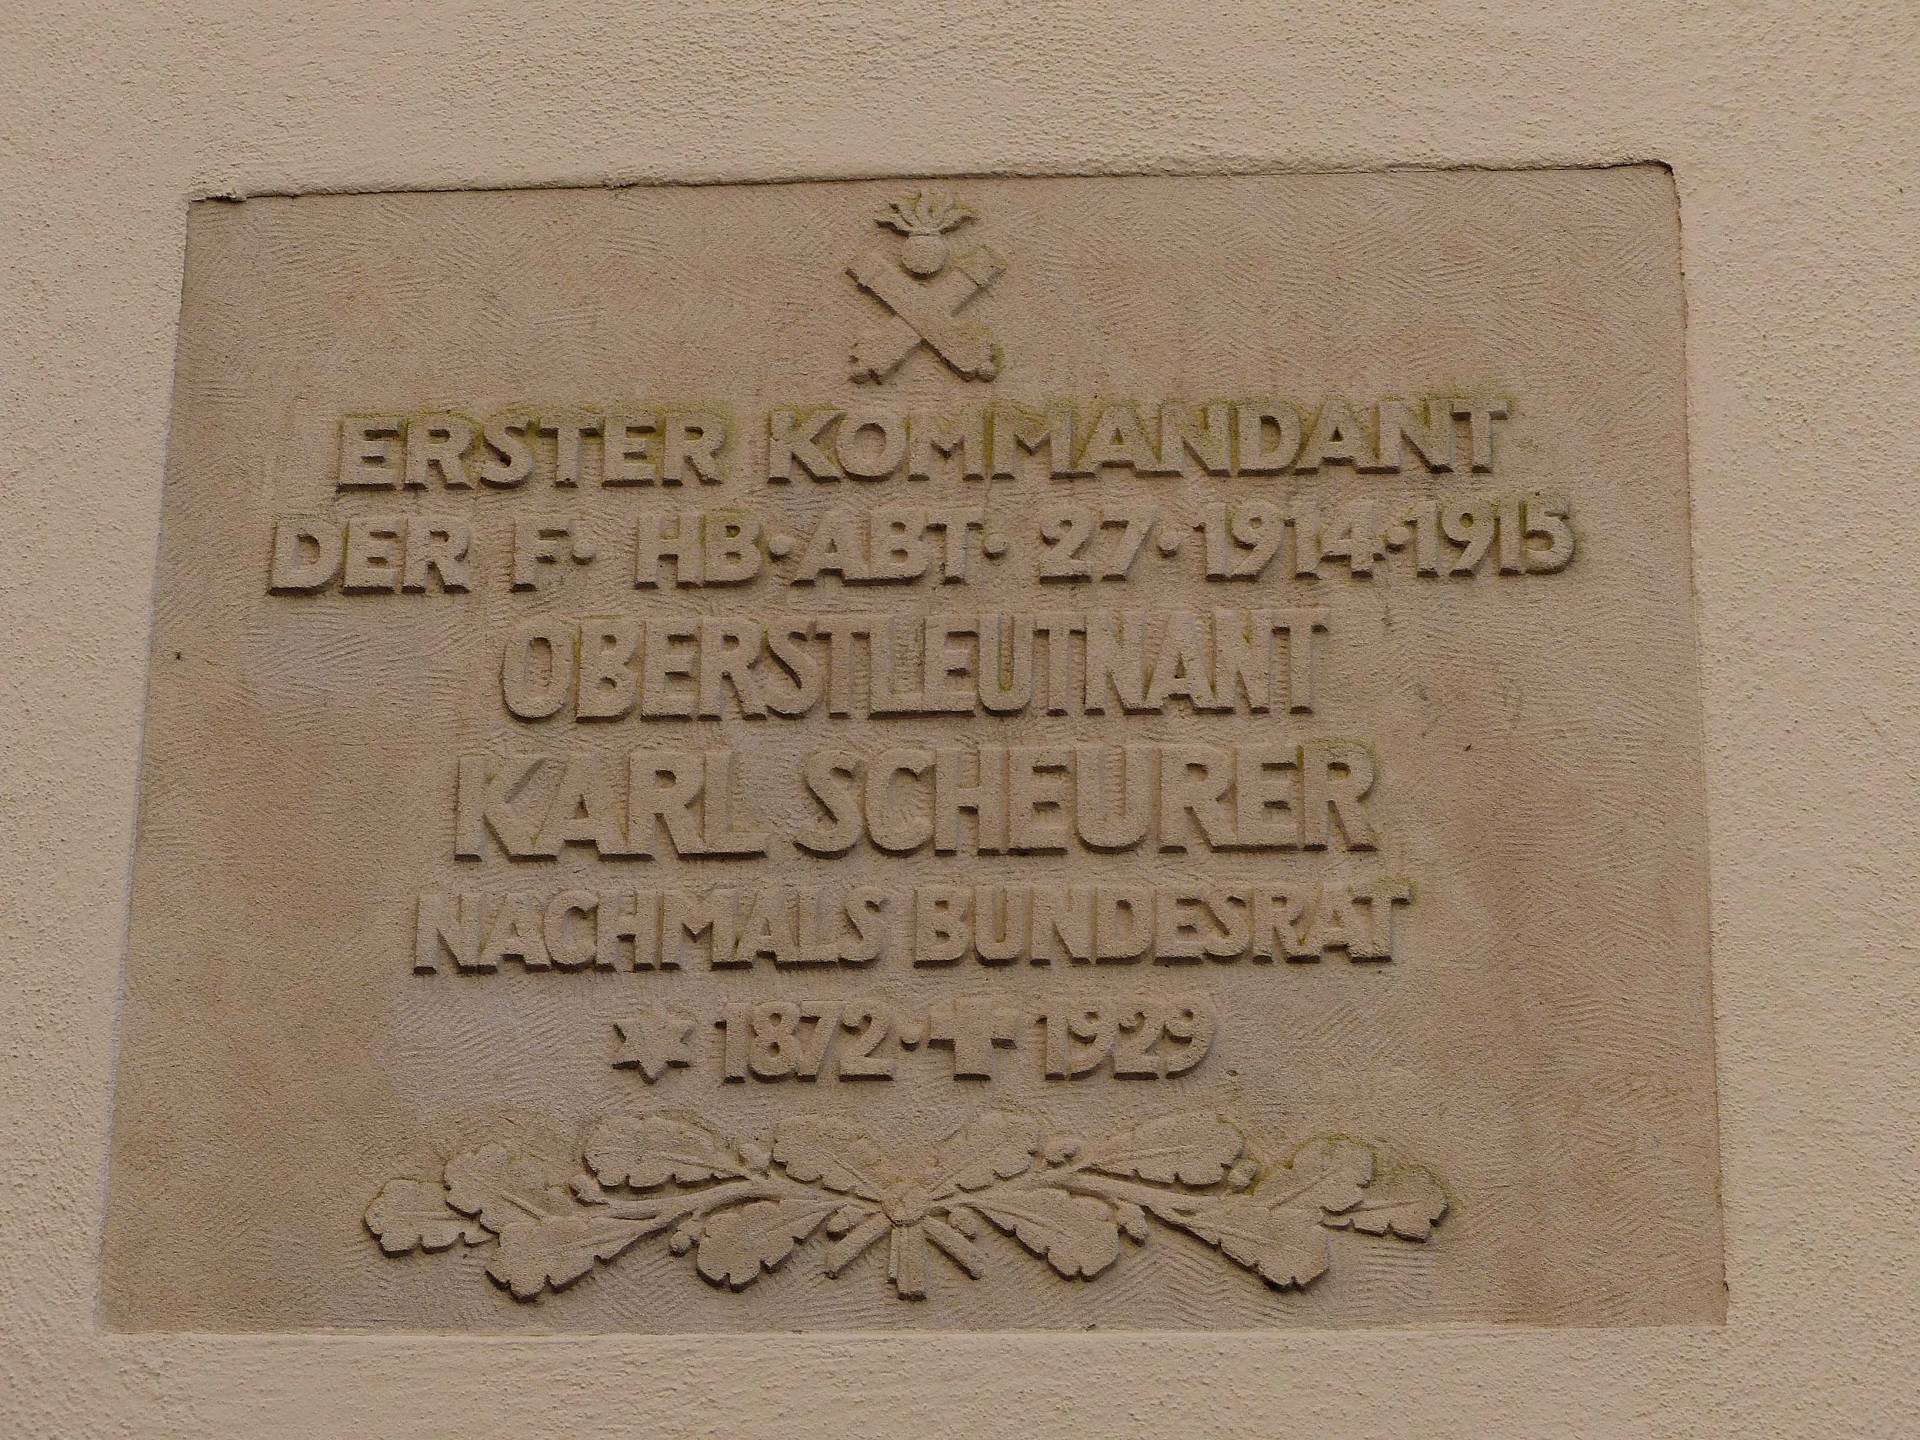 ERSTER KOMMANDANT
DER F· HB·ABT· 27·1914·1915
OBERSTLEUTNANT
KARL SCHEURER
NACHMALS BUNDESRAT
✶ 1872·✝ 1929